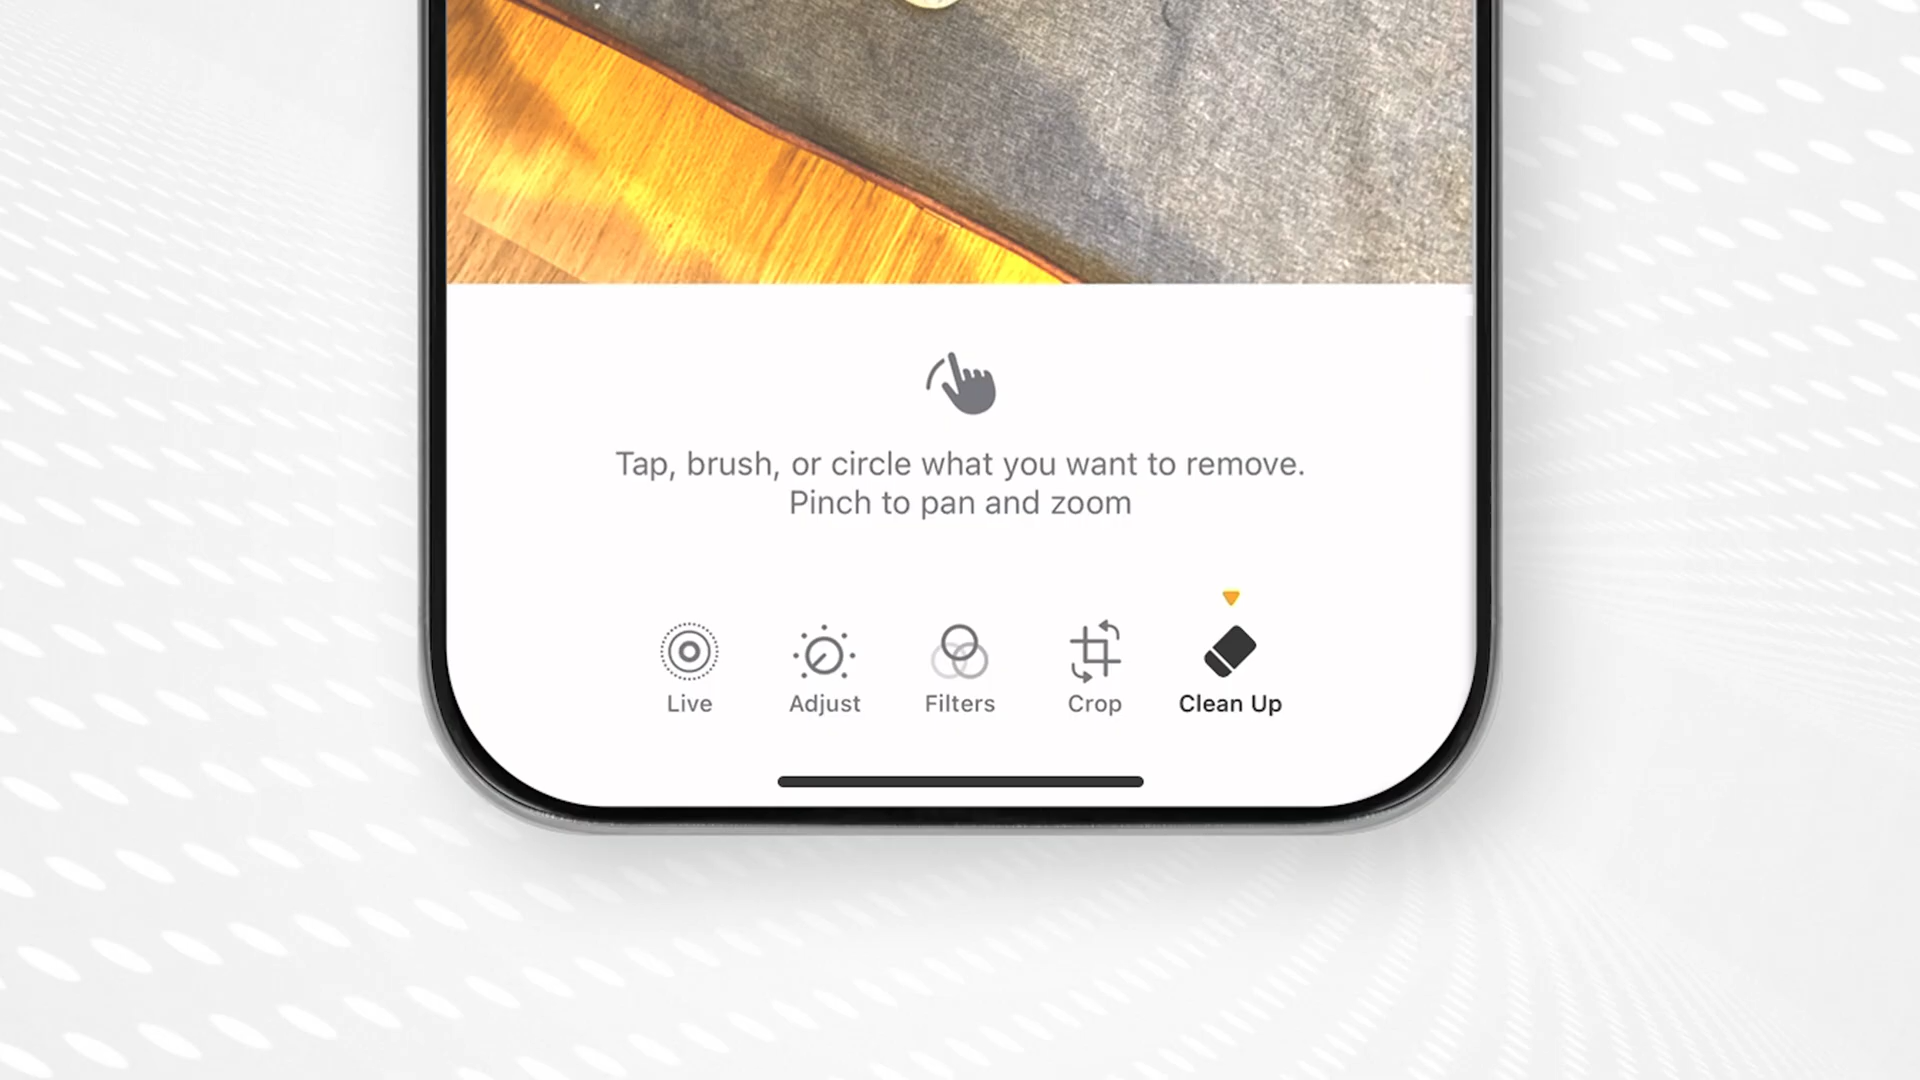 Tap, brush, or circle what you want to remove.
Pinch to pan and zoom
Live
Adjust
Filters
Crop
Clean Up